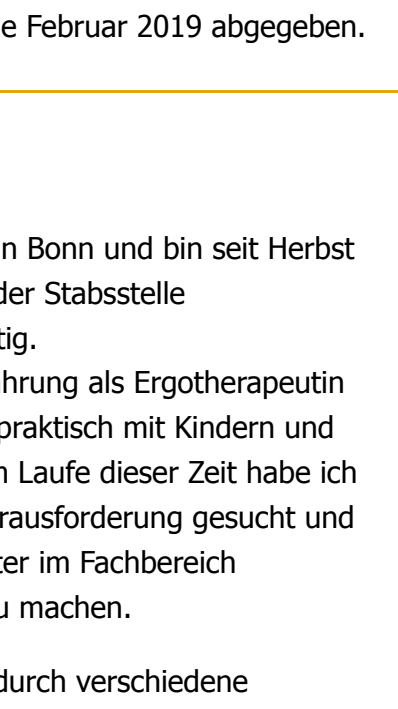 e Februar 2019 abgegeben.
n Bonn und bin seit Herbst
der Stabsstelle
tig.
ahrung als Ergotherapeutin
praktisch mit Kindern und
n Laufe dieser Zeit habe ich
rausforderung gesucht und
ter im Fachbereich
u machen.
durch verschiedene